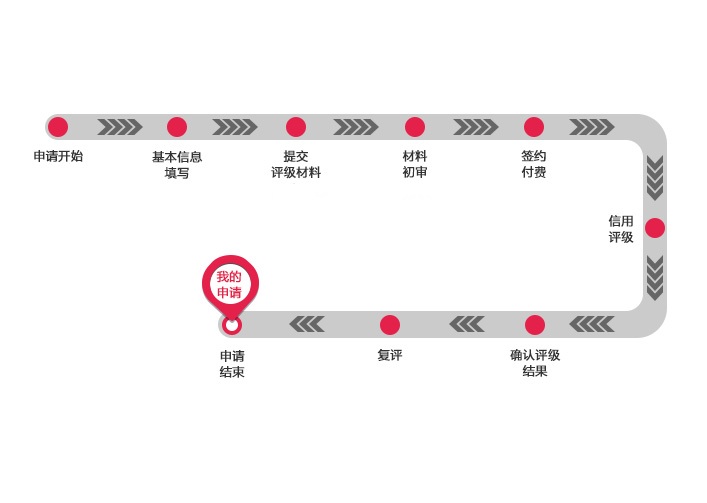 申请开始
基本信息
填写
提交
评级材料
材料
初审
签约
付费
信用
评级
我的
申请
申请
结束
复评
确认评级
结果